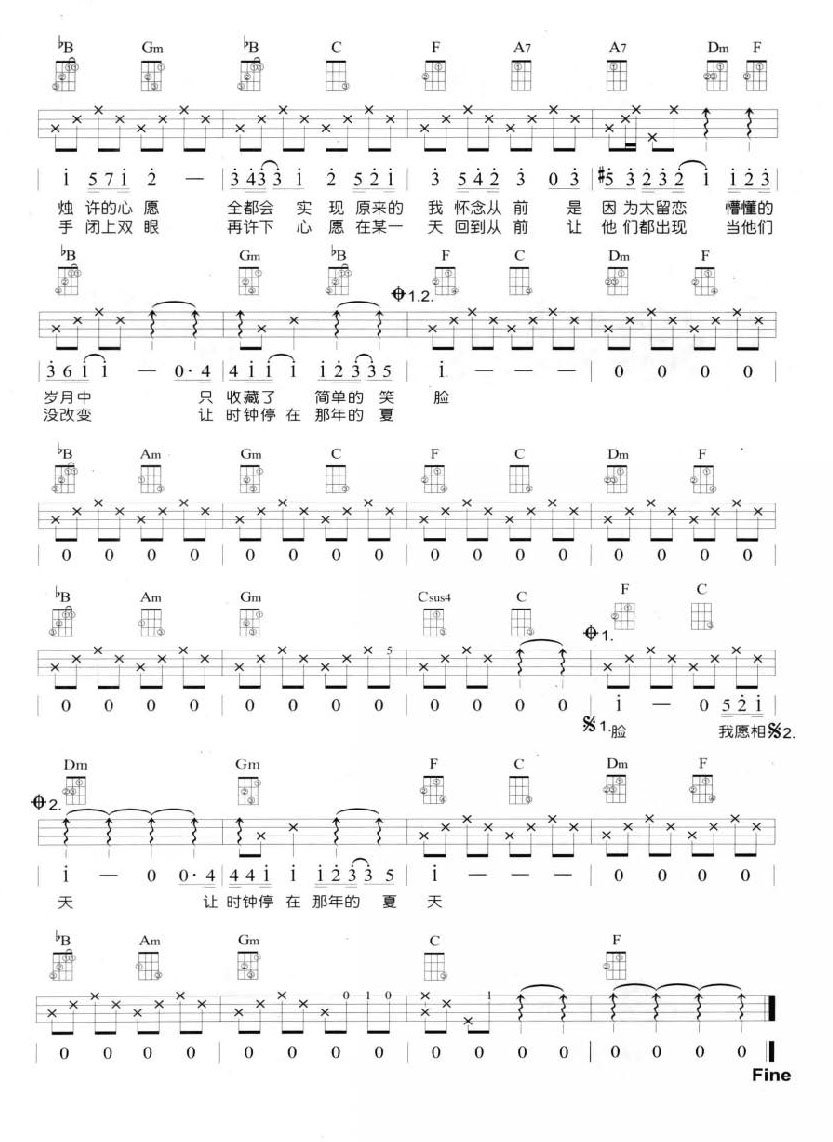 ♭B Gm ♭B C F A7 A7 Dm F
| i 5 7 i 2 — | 3 4 3 3 i 2 5 2 i | 3 5 4 2 3 0 3 | #5 3 2 3 2 i i 2 3 |
烛 许的心愿 全都会 实 现 原来的 我 怀念从 前 是 因 为太留恋 懵懂的
手 闭上双 眼 再许下 心 愿 在某一 天 回到从 前 让 他 们都出现 当他们
♭B Gm ♭B 1.2. F C Dm F
| 3 6 i i — 0·4 | 4 i i i i 2 3 3 5 | i — — — | 0 0 0 0 |
岁月中 只 收藏了 简单的 笑 脸
没改变 让 时钟停 在 那年的 夏
♭B Am Gm C F C Dm F
| 0 0 0 0 | 0 0 0 0 | 0 0 0 0 | 0 0 0 0 |
♭B Am Gm Csus4 C 1. F C
5
| 0 0 0 0 | 0 0 0 0 | 0 0 0 0 | i — 0 5 2 i |
1. 脸 我愿相 2.
Dm Gm F C Dm F
2.
| i — 0 0·4 | 4 4 i i i 2 3 3 5 | i — — — | 0 0 0 0 |
天 让 时钟停 在 那年的 夏 天
♭B Am Gm C F
0 1 0 1
| 0 0 0 0 | 0 0 0 0 | 0 0 0 0 | 0 0 0 0 |
Fine